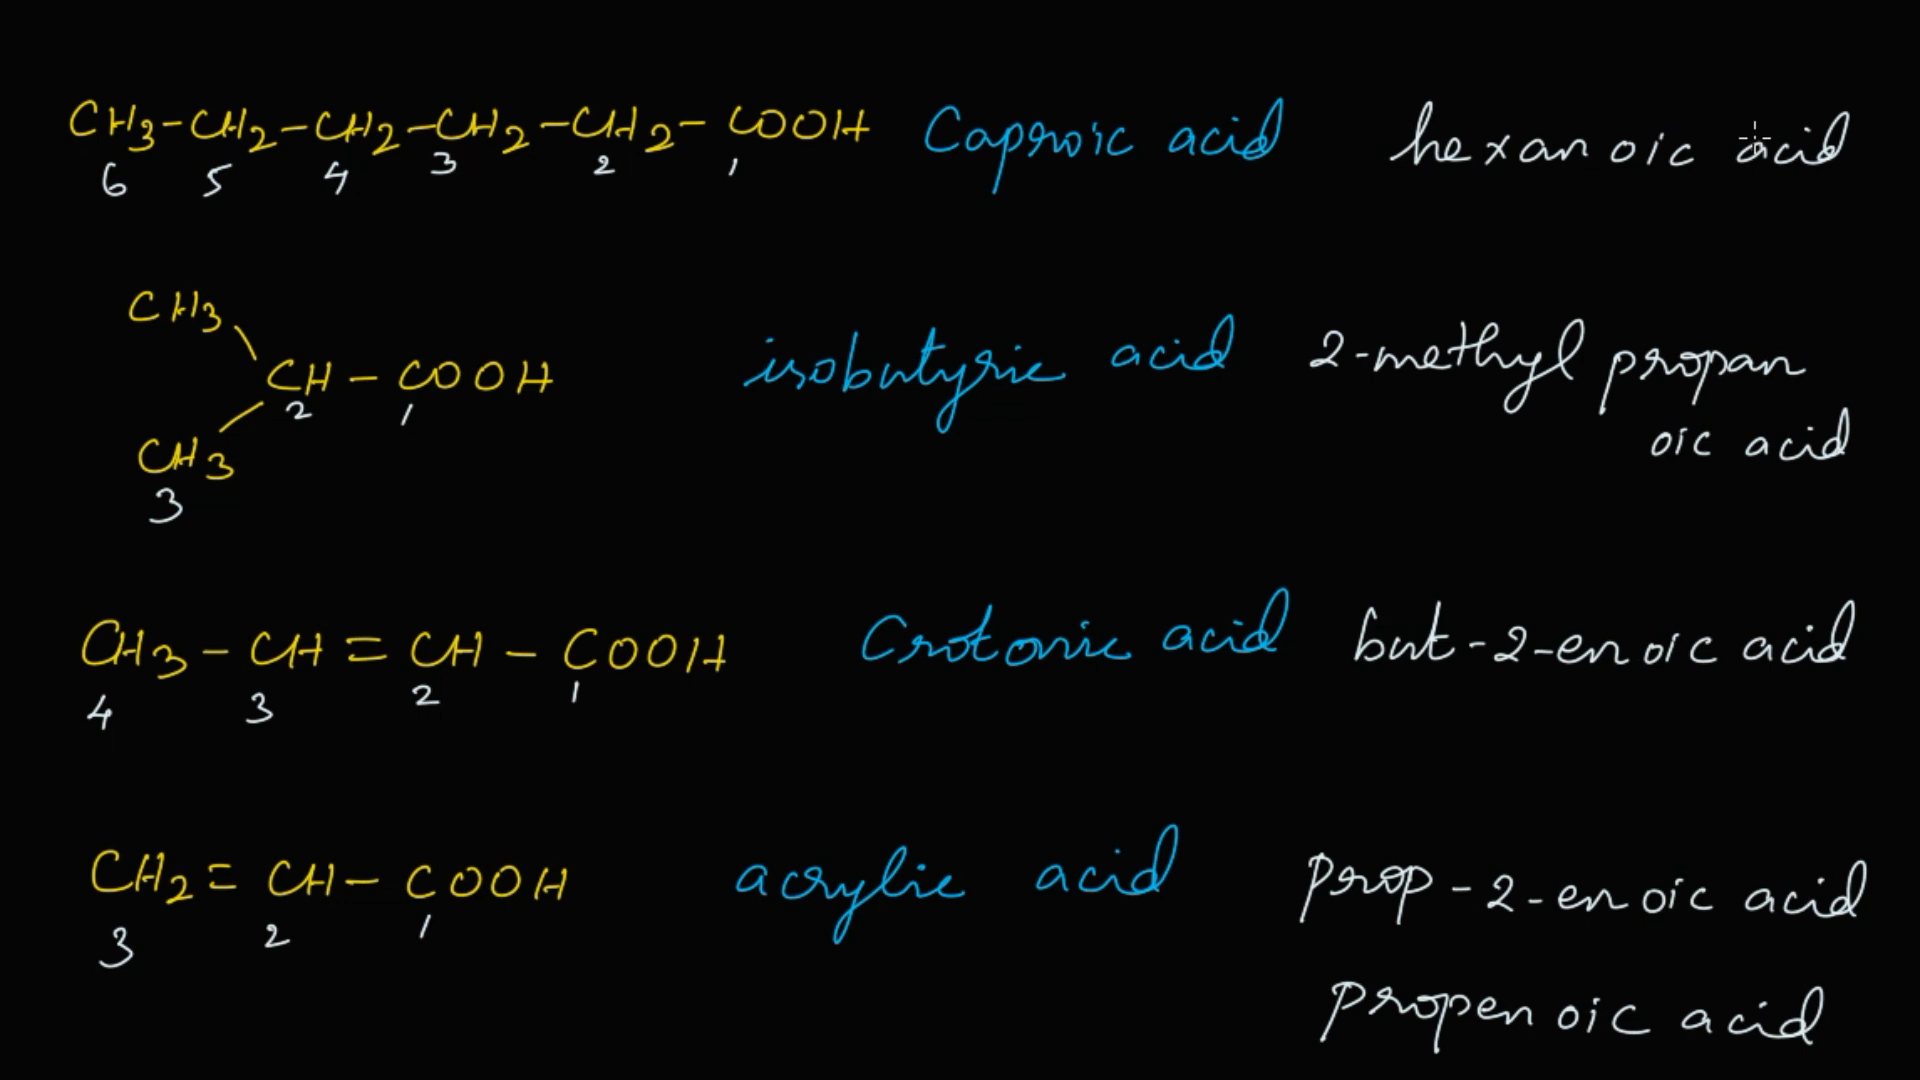 CH3-CH2-CH2-CH2-CH2-COOH Caproic acid hexanoic acid
6 5 4 3 2 1
CH3
CH-COOH isobutyric acid 2-methyl propan
2 1
CH3 oic acid
3
CH3-CH=CH-COOH Crotonic acid but-2-enoic acid
4 3 2 1
CH2=CH-COOH acrylic acid prop-2-enoic acid
3 2 1
propenoic acid